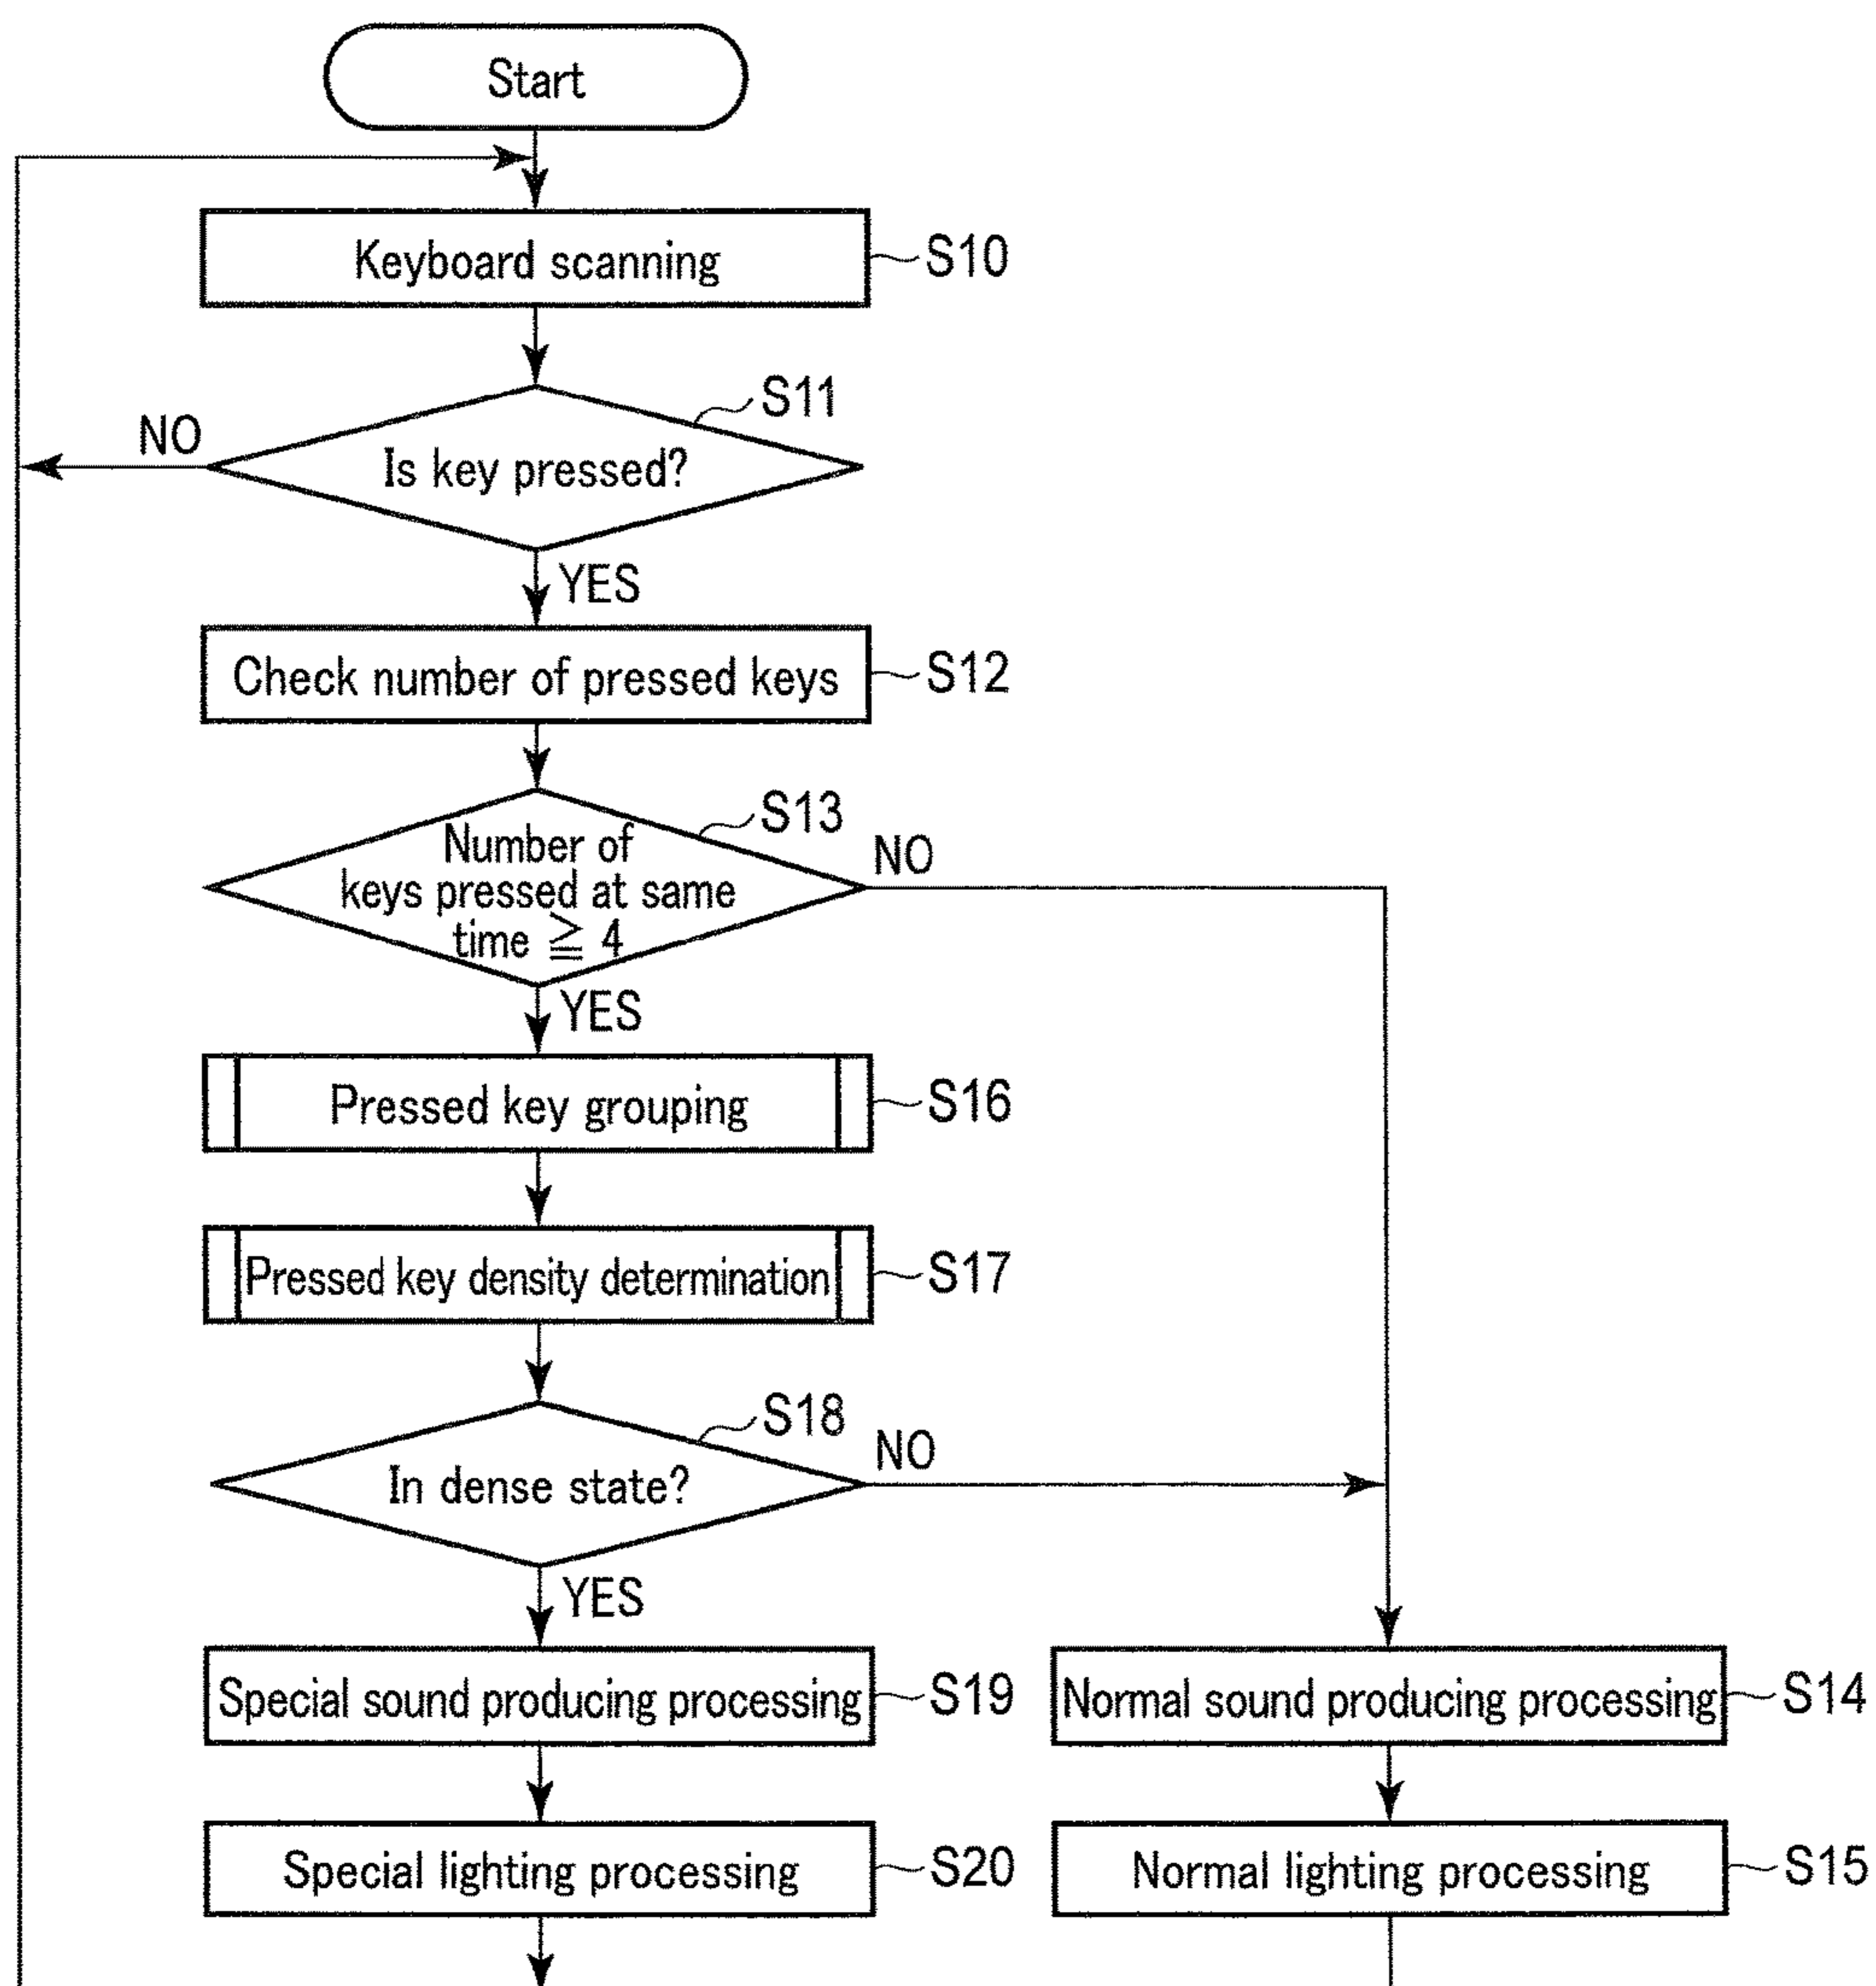 Start
Keyboard scanning
S10
S11
NO
Is key pressed?
YES
Check number of pressed keys
S12
S13
Number of
keys pressed at same
time ≧ 4
NO
YES
Pressed key grouping
S16
Pressed key density determination
S17
S18
In dense state?
NO
YES
Special sound producing processing
S19
Normal sound producing processing
S14
Special lighting processing
S20
Normal lighting processing
S15